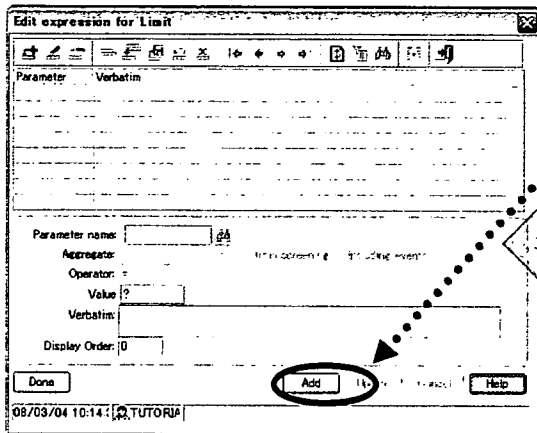 Edit expression for Limit
Parameter Verbatim
Parameter name:
Aggregate:
Operator: =
Value ?
Verbatim:
Display Order: 0
Done Add Help
08/03/04 10:14: TUTORIA